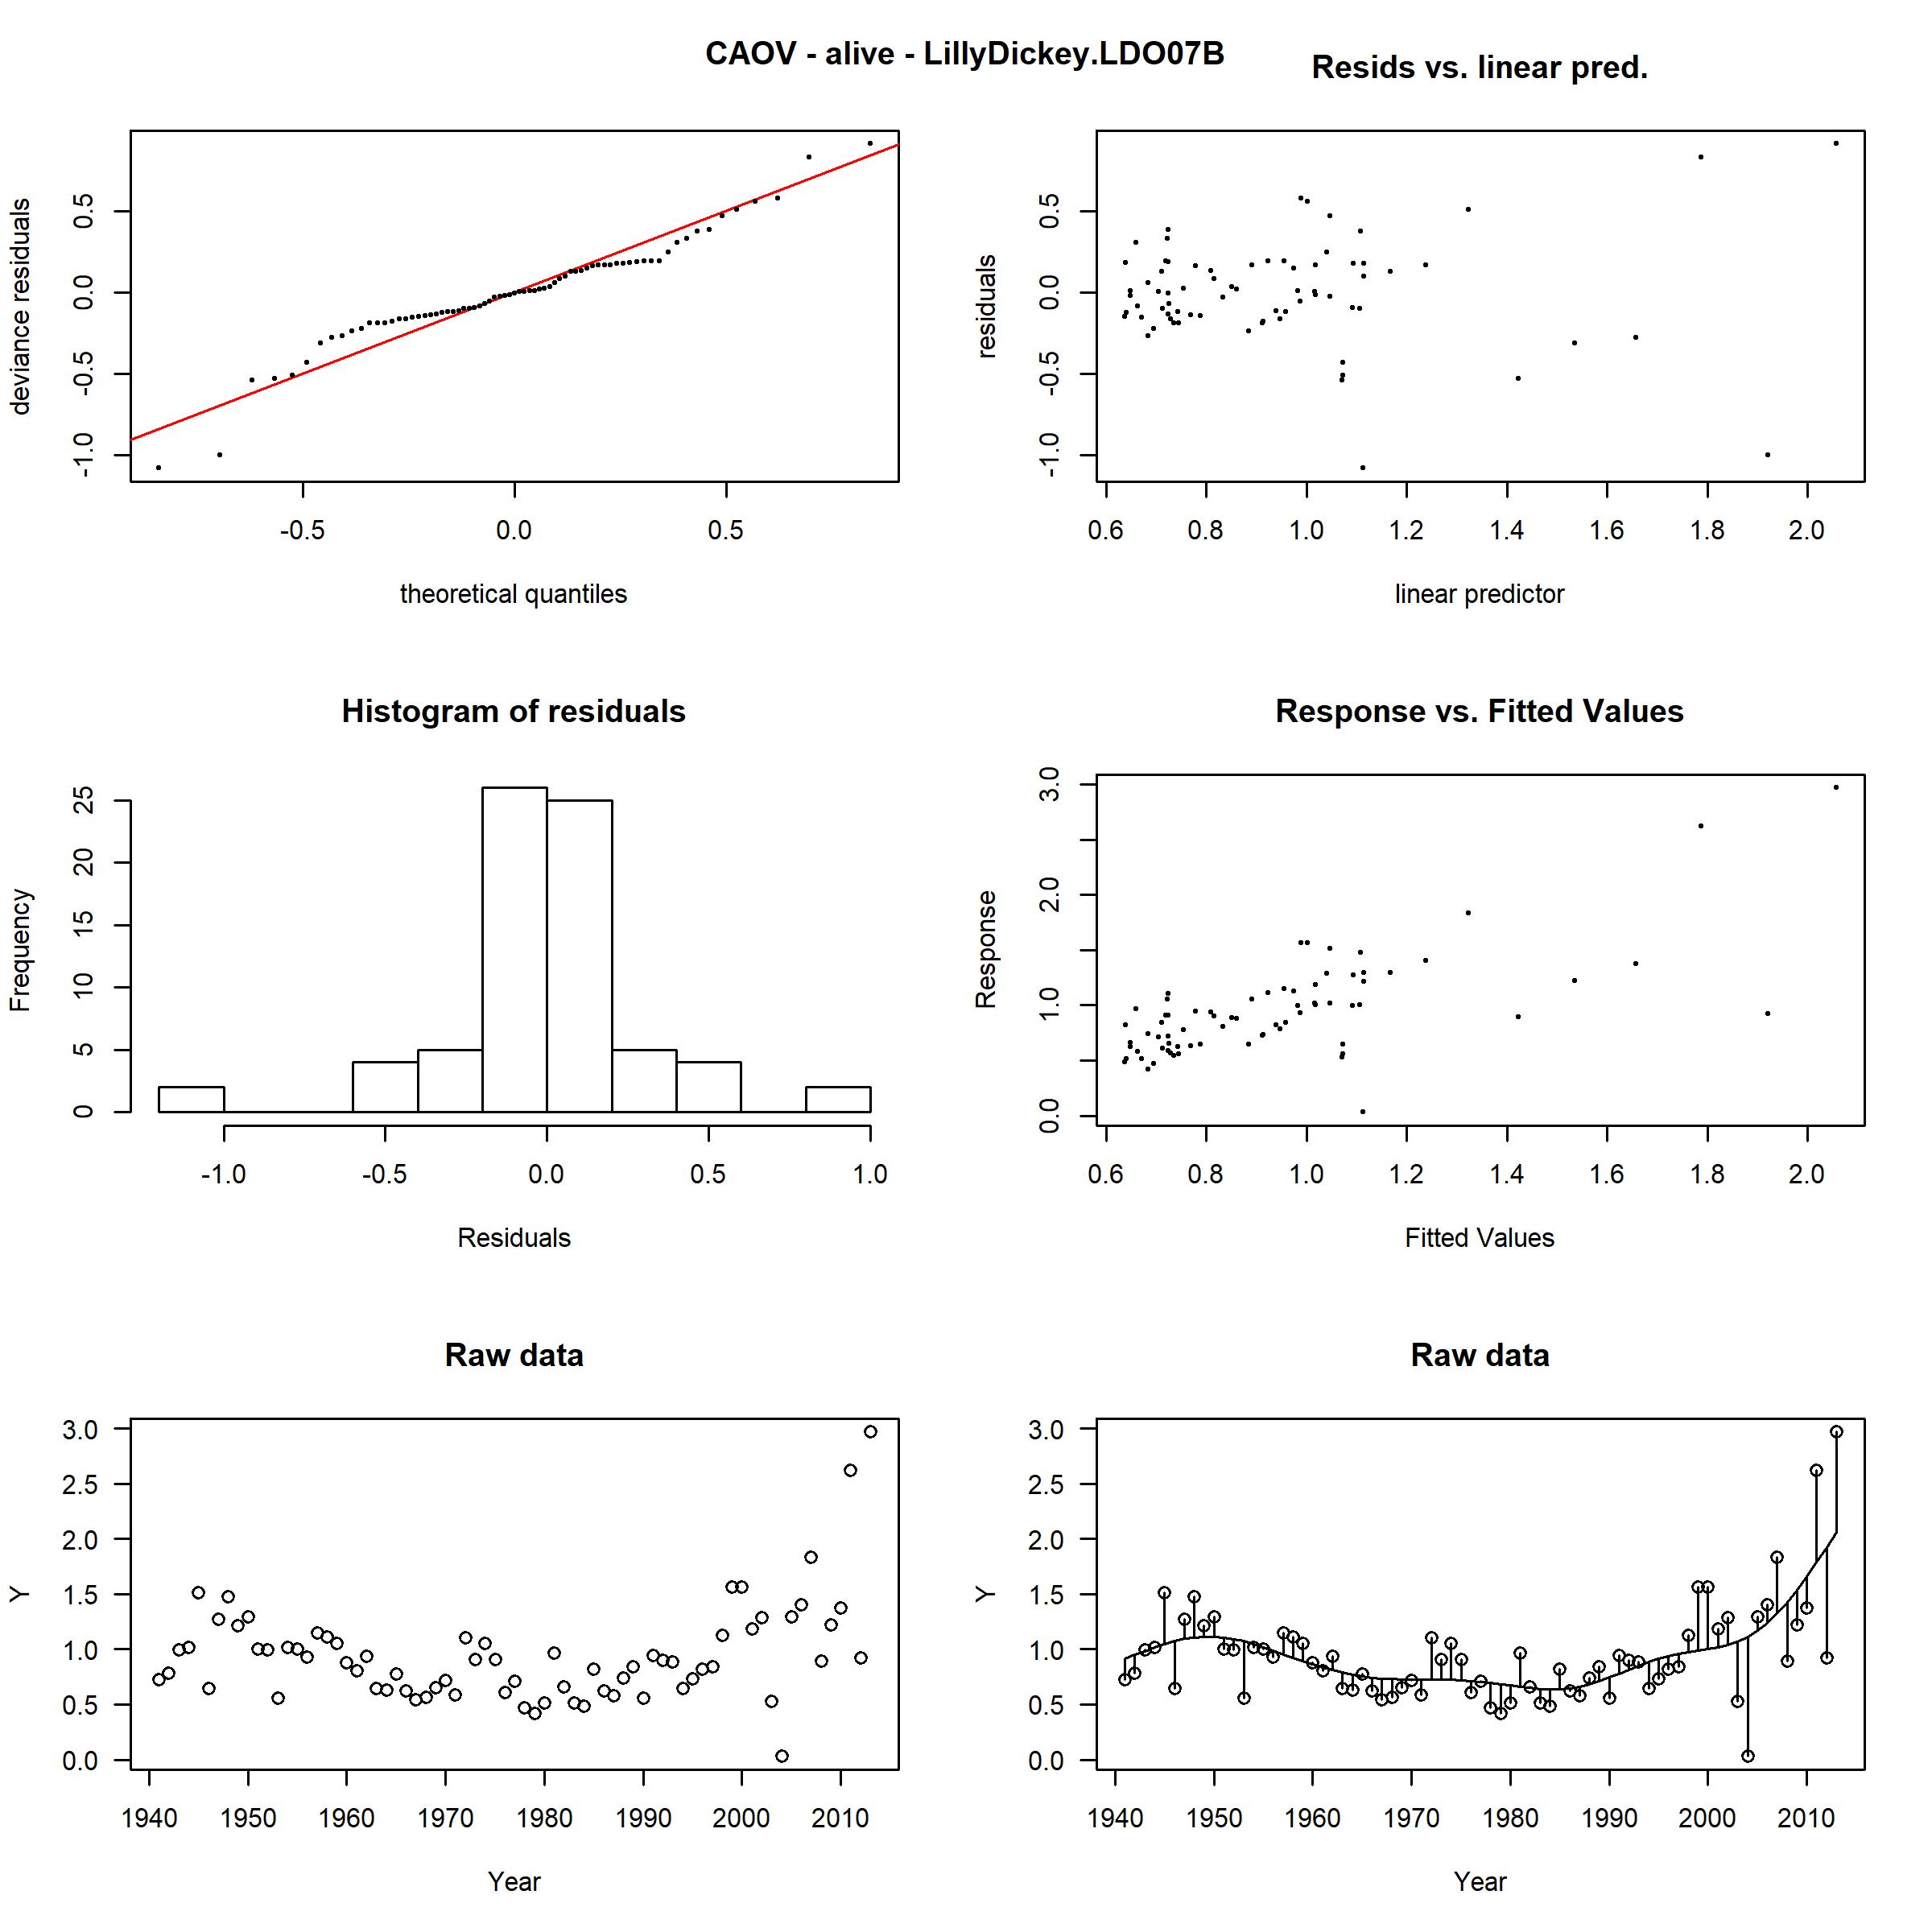 CAOV - alive - LillyDickey.LDO07B
Resids vs. linear pred.
deviance residuals
-1.0 -0.5 0.0 0.5
-0.5 0.0 0.5
theoretical quantiles
residuals
-1.0 -0.5 0.0 0.5
0.6 0.8 1.0 1.2 1.4 1.6 1.8 2.0
linear predictor
Histogram of residuals
Frequency
0 5 10 15 20 25
-1.0 -0.5 0.0 0.5 1.0
Residuals
Response vs. Fitted Values
Response
0.0 1.0 2.0 3.0
0.6 0.8 1.0 1.2 1.4 1.6 1.8 2.0
Fitted Values
Raw data
Y
3.0
2.5
2.0
1.5
1.0
0.5
0.0
1940 1950 1960 1970 1980 1990 2000 2010
Year
Raw data
Y
3.0
2.5
2.0
1.5
1.0
0.5
0.0
1940 1950 1960 1970 1980 1990 2000 2010
Year